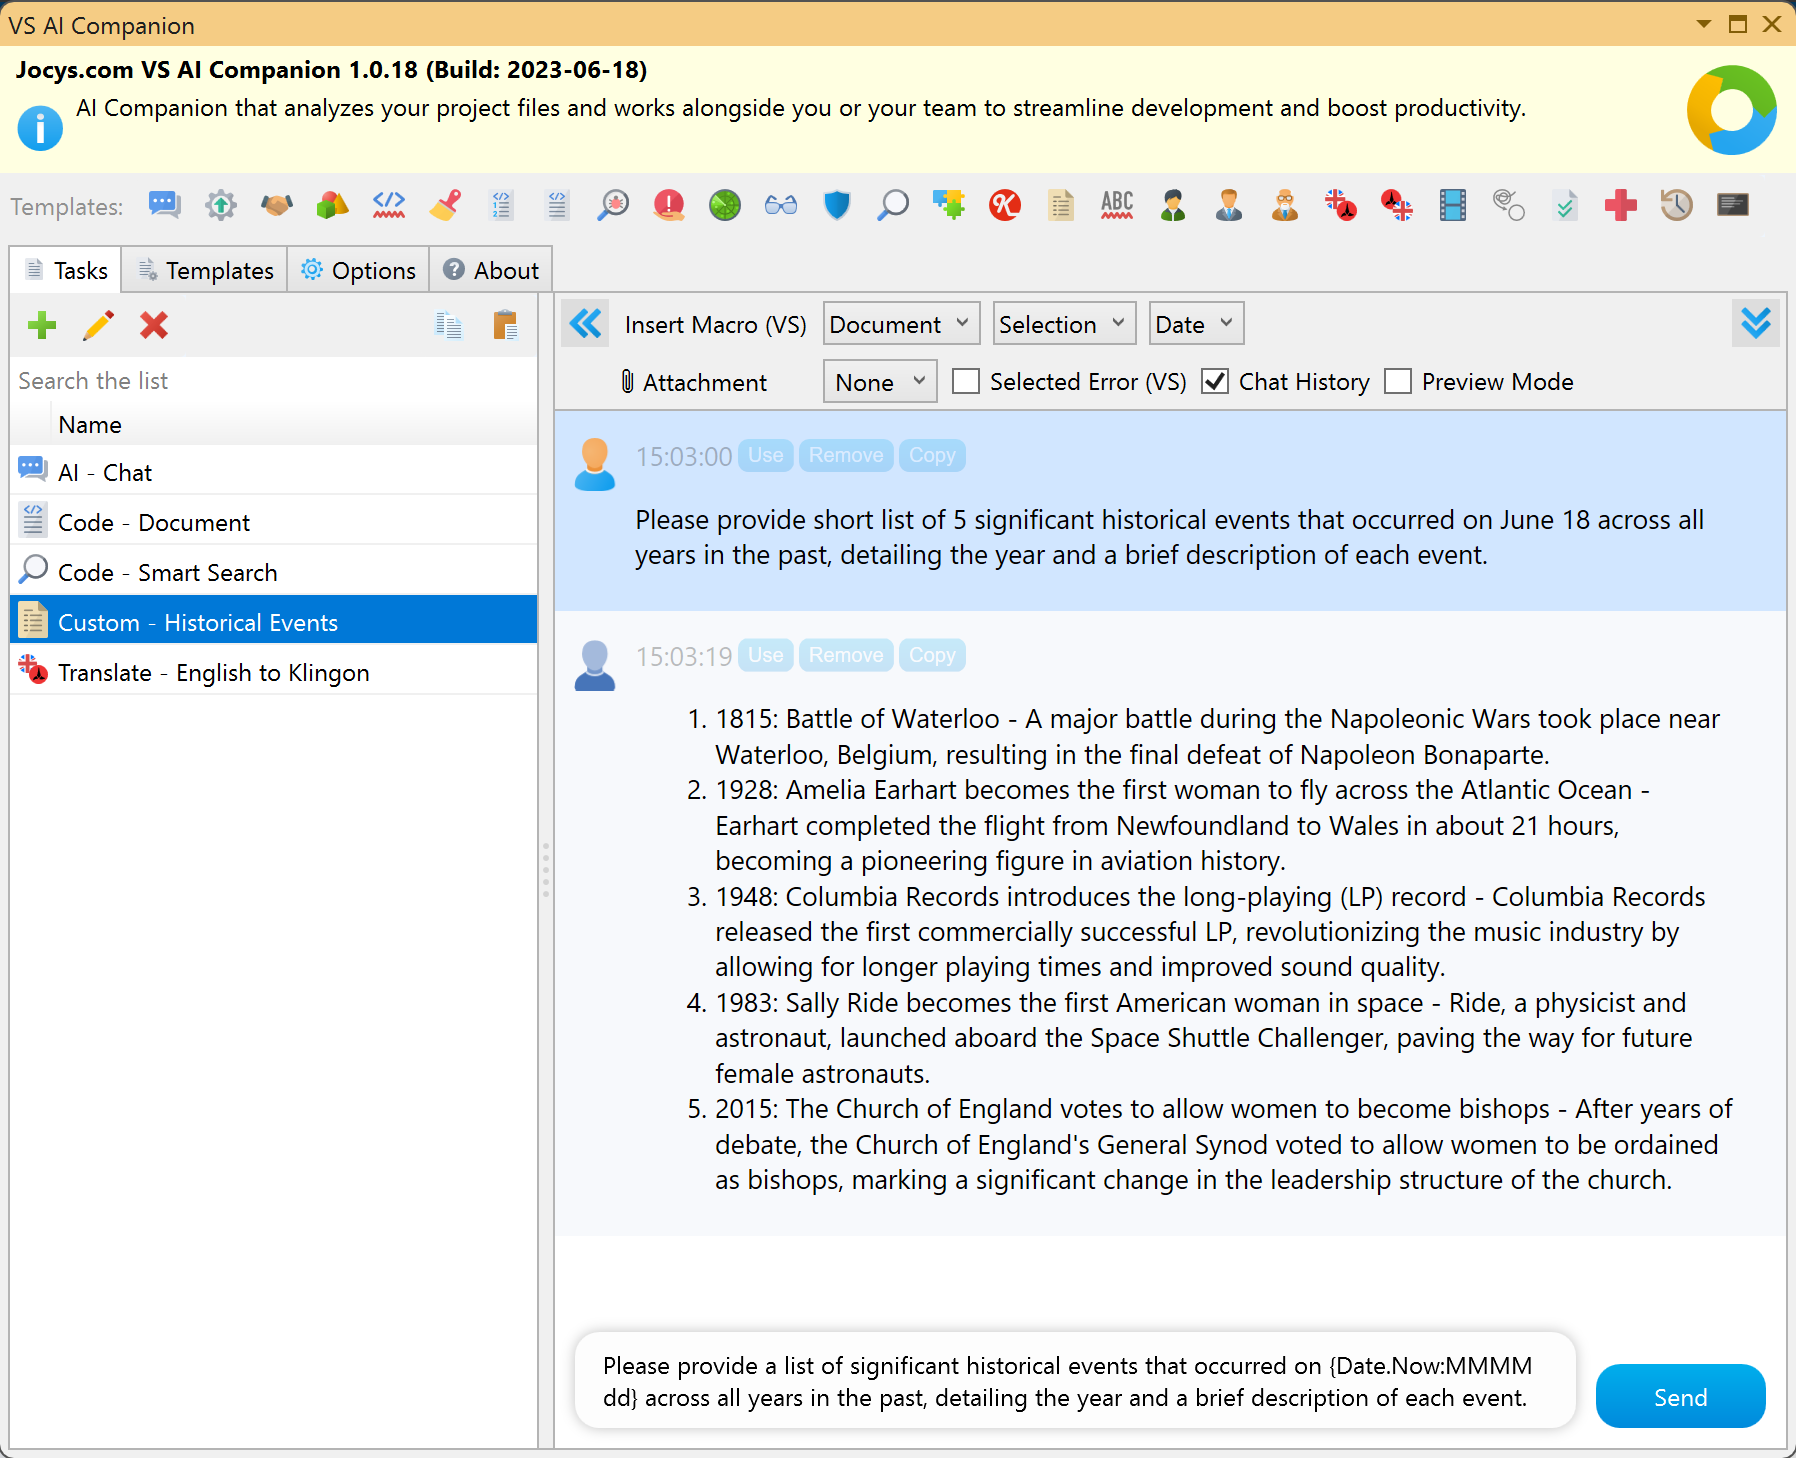 VS AI Companion
Jocys.com VS AI Companion 1.0.18 (Build: 2023-06-18)
AI Companion that analyzes your project files and works alongside you or your team to streamline development and boost productivity.
Templates:
ABC
Tasks
Templates
Options
About
Insert Macro (VS)
Document
Selection
Date
Attachment
None
Selected Error (VS)
Chat History
Preview Mode
Search the list
Name
AI - Chat
Code - Document
Code - Smart Search
Custom - Historical Events
Translate - English to Klingon
15:03:00 Use Remove Copy
Please provide short list of 5 significant historical events that occurred on June 18 across all
years in the past, detailing the year and a brief description of each event.
15:03:19 Use Remove Copy
1. 1815: Battle of Waterloo - A major battle during the Napoleonic Wars took place near
Waterloo, Belgium, resulting in the final defeat of Napoleon Bonaparte.
2. 1928: Amelia Earhart becomes the first woman to fly across the Atlantic Ocean -
Earhart completed the flight from Newfoundland to Wales in about 21 hours,
becoming a pioneering figure in aviation history.
3. 1948: Columbia Records introduces the long-playing (LP) record - Columbia Records
released the first commercially successful LP, revolutionizing the music industry by
allowing for longer playing times and improved sound quality.
4. 1983: Sally Ride becomes the first American woman in space - Ride, a physicist and
astronaut, launched aboard the Space Shuttle Challenger, paving the way for future
female astronauts.
5. 2015: The Church of England votes to allow women to become bishops - After years of
debate, the Church of England's General Synod voted to allow women to be ordained
as bishops, marking a significant change in the leadership structure of the church.
Please provide a list of significant historical events that occurred on {Date.Now:MMMM
dd} across all years in the past, detailing the year and a brief description of each event.
Send